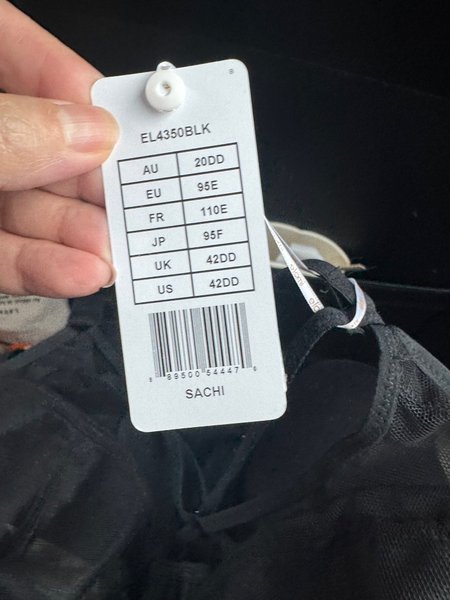 EL4350BLK
AU 20DD
EU 95E
FR 110E
JP 95F
UK 42DD
US 42DD
SACHI